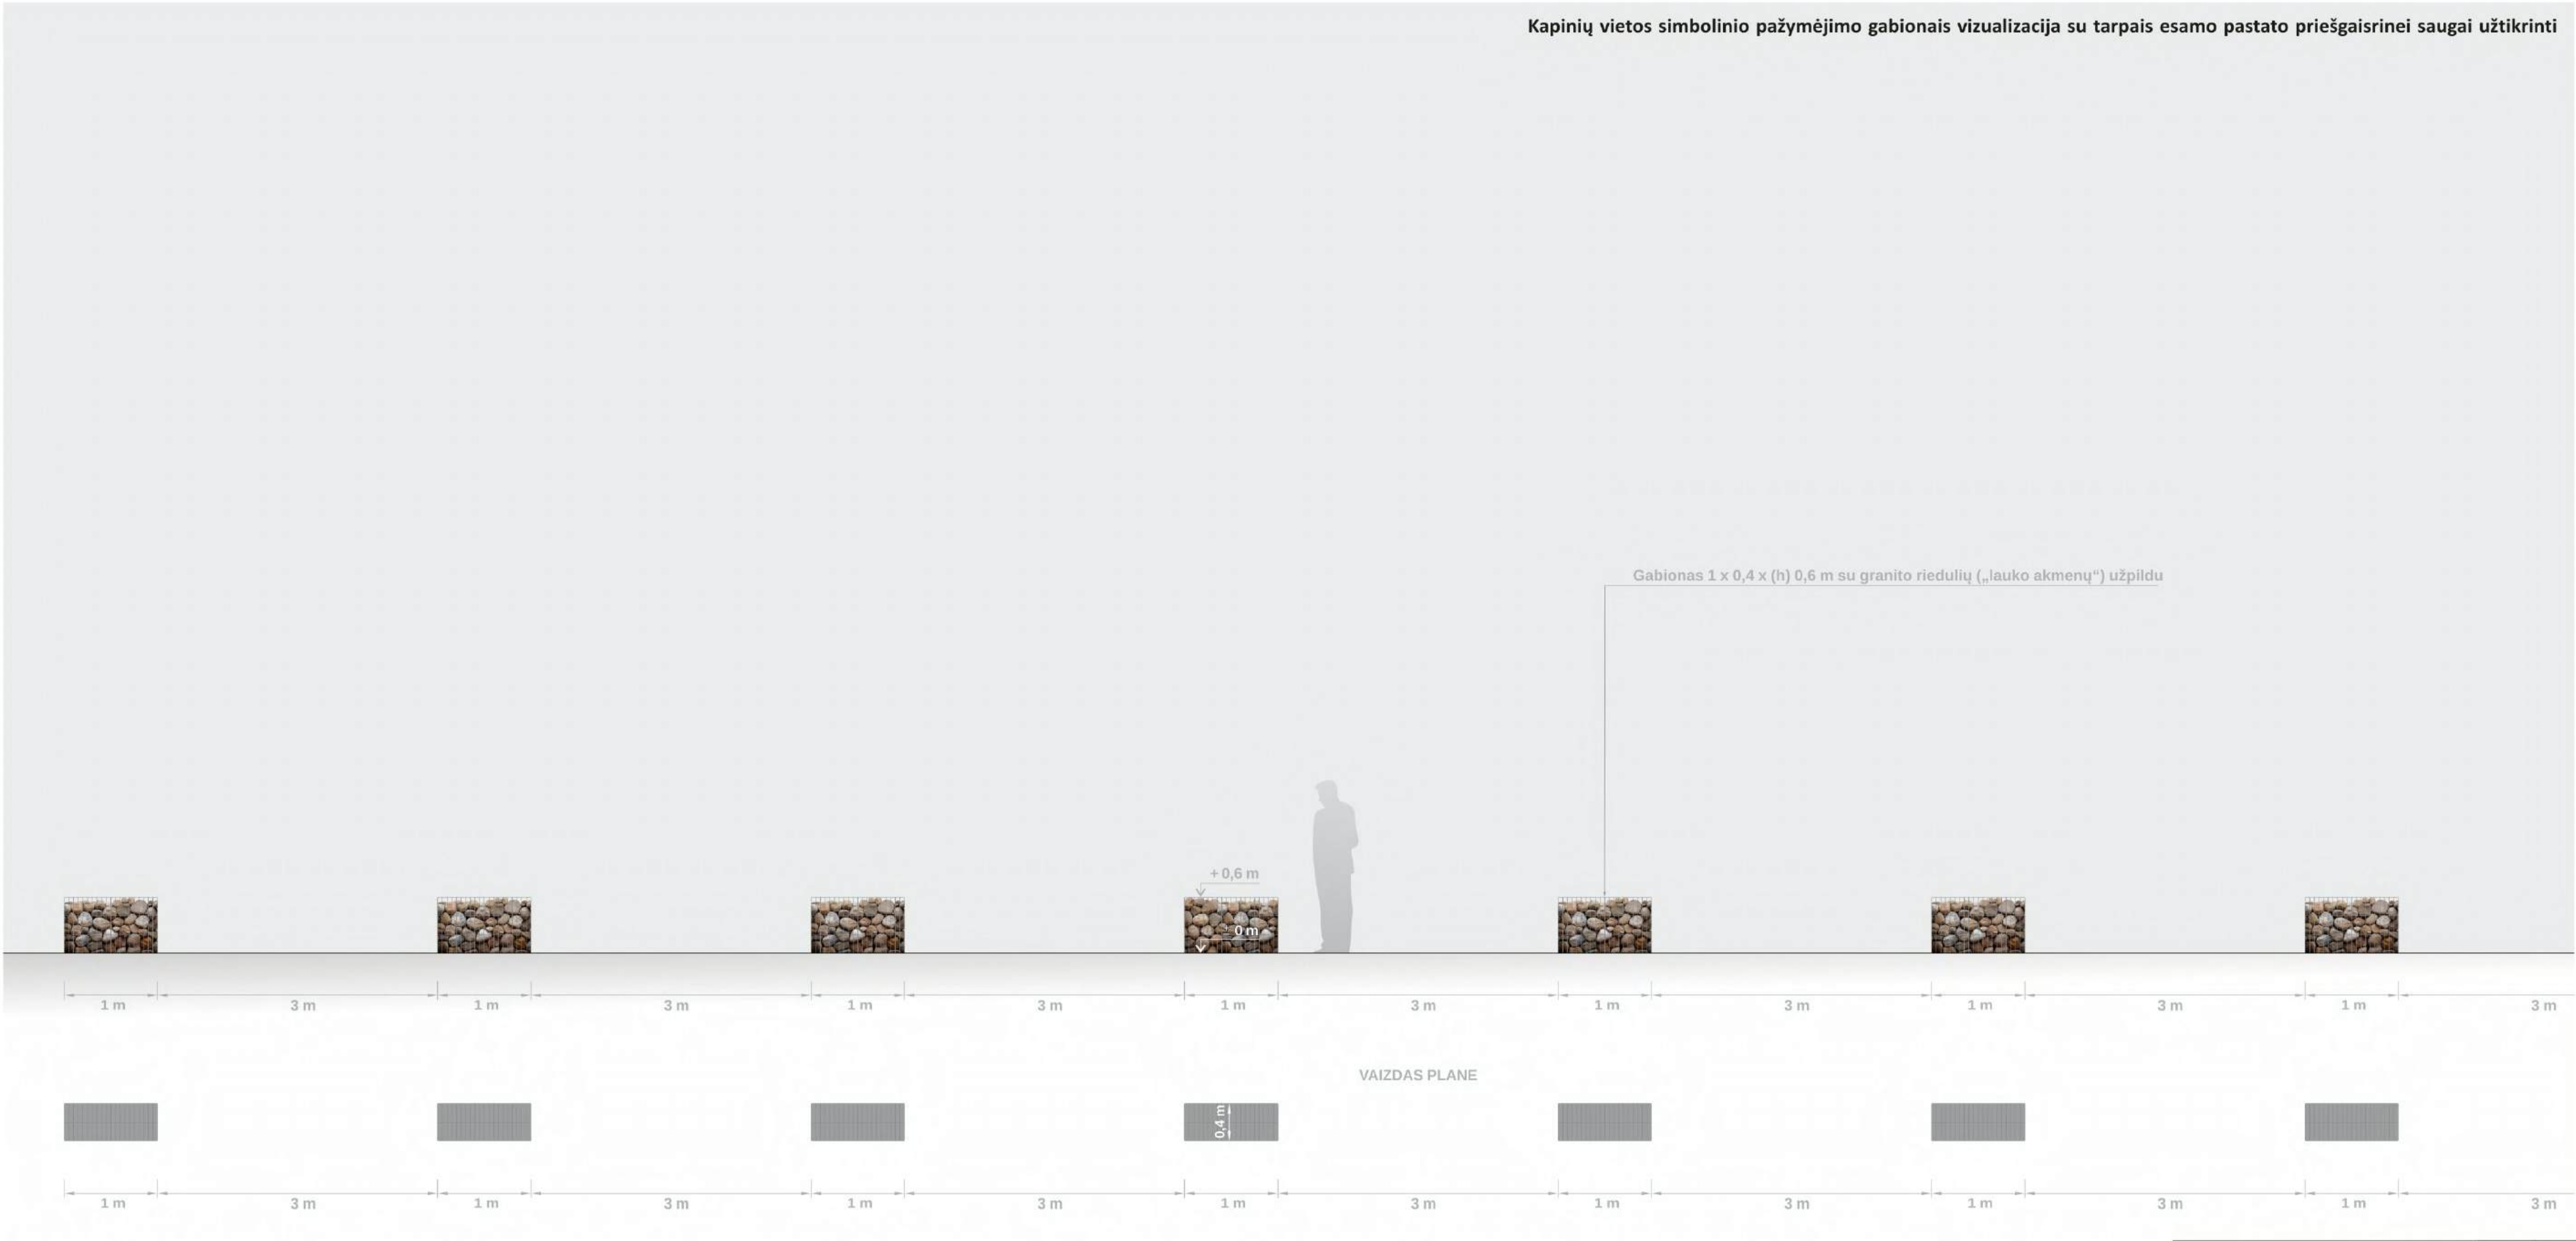 Kapinių vietos simbolinio pažymėjimo gabionais vizualizacija su tarpais esamo pastato priešgaisrinei saugai užtikrinti
Gabionas 1 x 0,4 x (h) 0,6 m su granito riedulių („lauko akmenų“) užpildu
+ 0,6 m
0 m
1 m 3 m 1 m 3 m 1 m 3 m 1 m 3 m 1 m 3 m 1 m 3 m 1 m 3 m
VAIZDAS PLANE
0,4 m
1 m 3 m 1 m 3 m 1 m 3 m 1 m 3 m 1 m 3 m 1 m 3 m 1 m 3 m